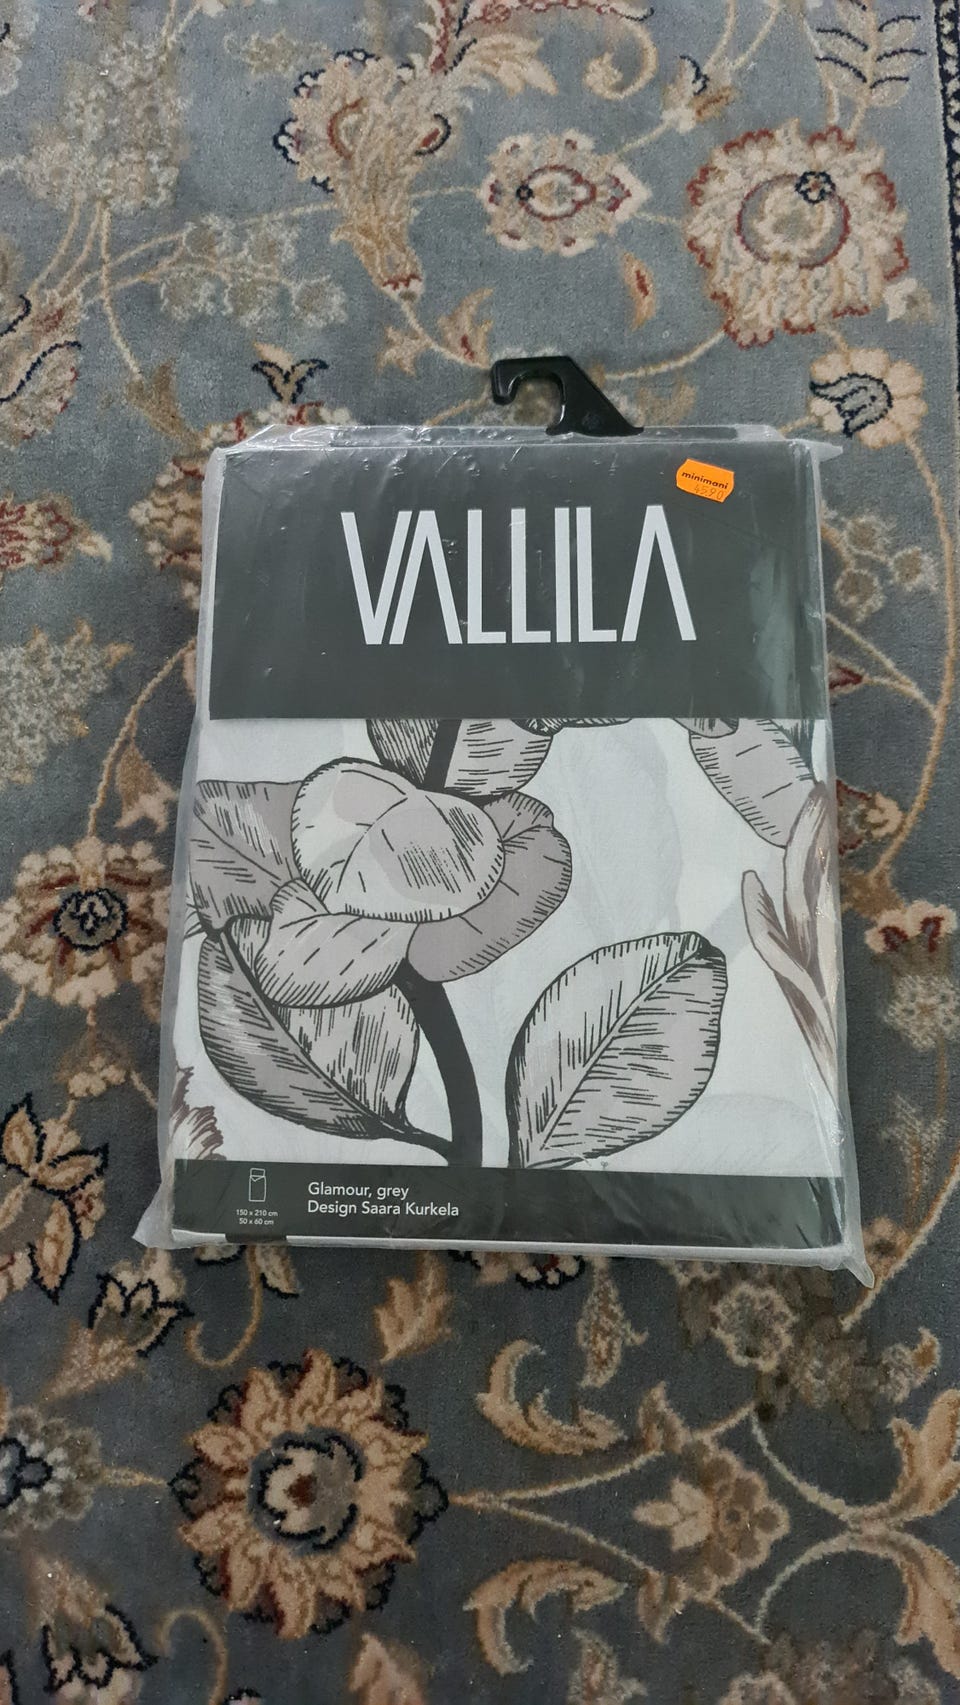 minimani
45,90
VALLILA
Glamour, grey
Design Saara Kurkela
150 x 210 cm
50 x 60 cm